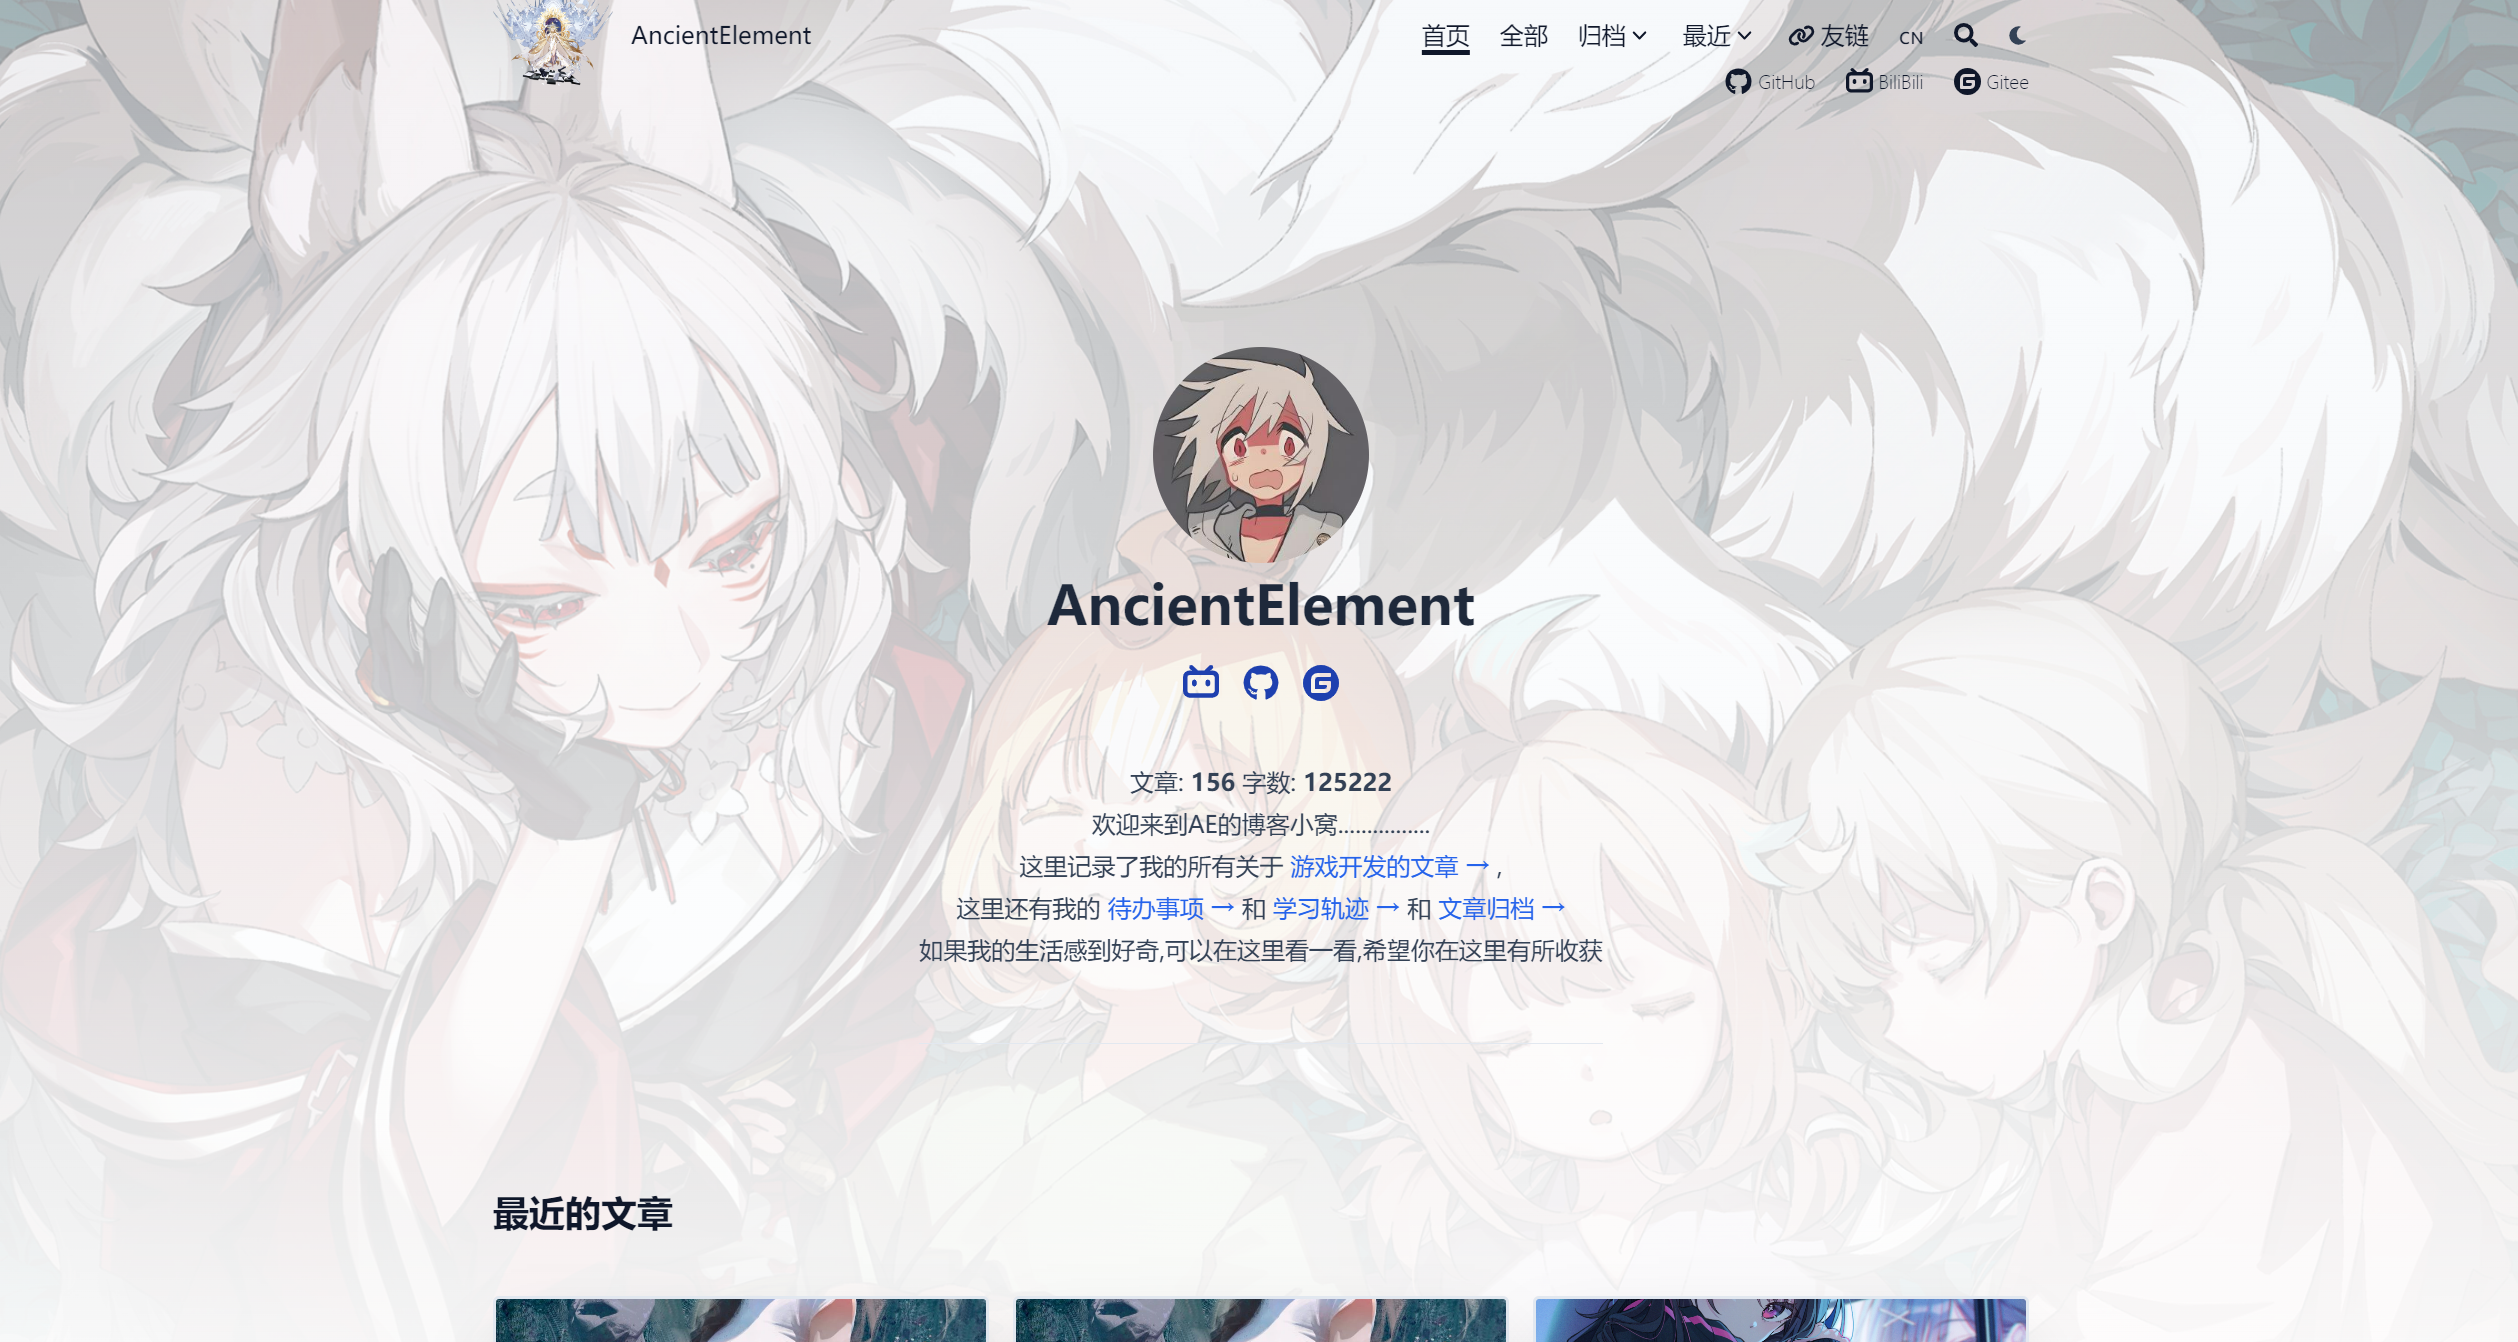 AncientElement
首页 全部 归档 最近 友链 CN
GitHub BiliBili Gitee
AncientElement
文章: 156 字数: 125222
欢迎来到AE的博客小窝................
这里记录了我的所有关于 游戏开发的文章 → ,
这里还有我的 待办事项 → 和 学习轨迹 → 和 文章归档 →
如果我的生活感到好奇,可以在这里看一看,希望你在这里有所收获
最近的文章